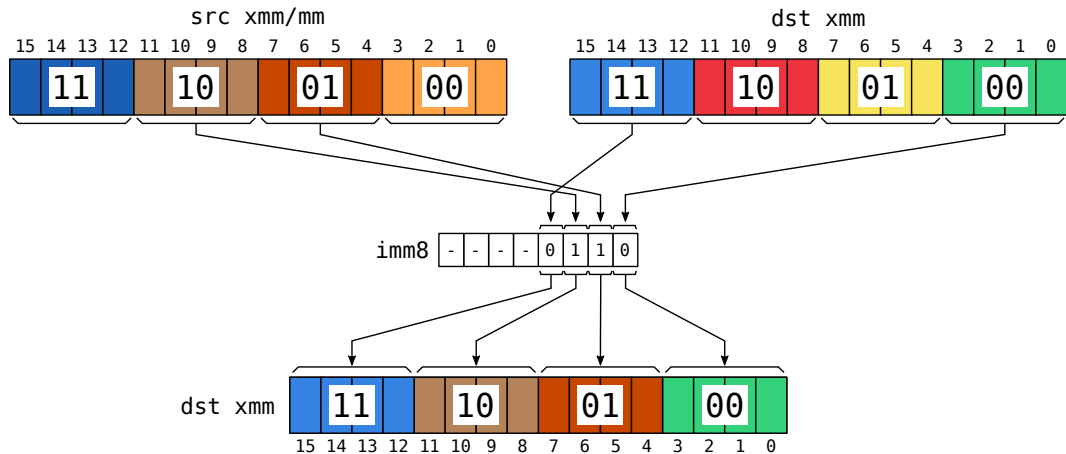 src xmm/mm dst xmm
15 14 13 12 11 10 9 8 7 6 5 4 3 2 1 0 15 14 13 12 11 10 9 8 7 6 5 4 3 2 1 0
11 10 01 00 11 10 01 00
imm8 - - - - 0 1 1 0
dst xmm 11 10 01 00
15 14 13 12 11 10 9 8 7 6 5 4 3 2 1 0